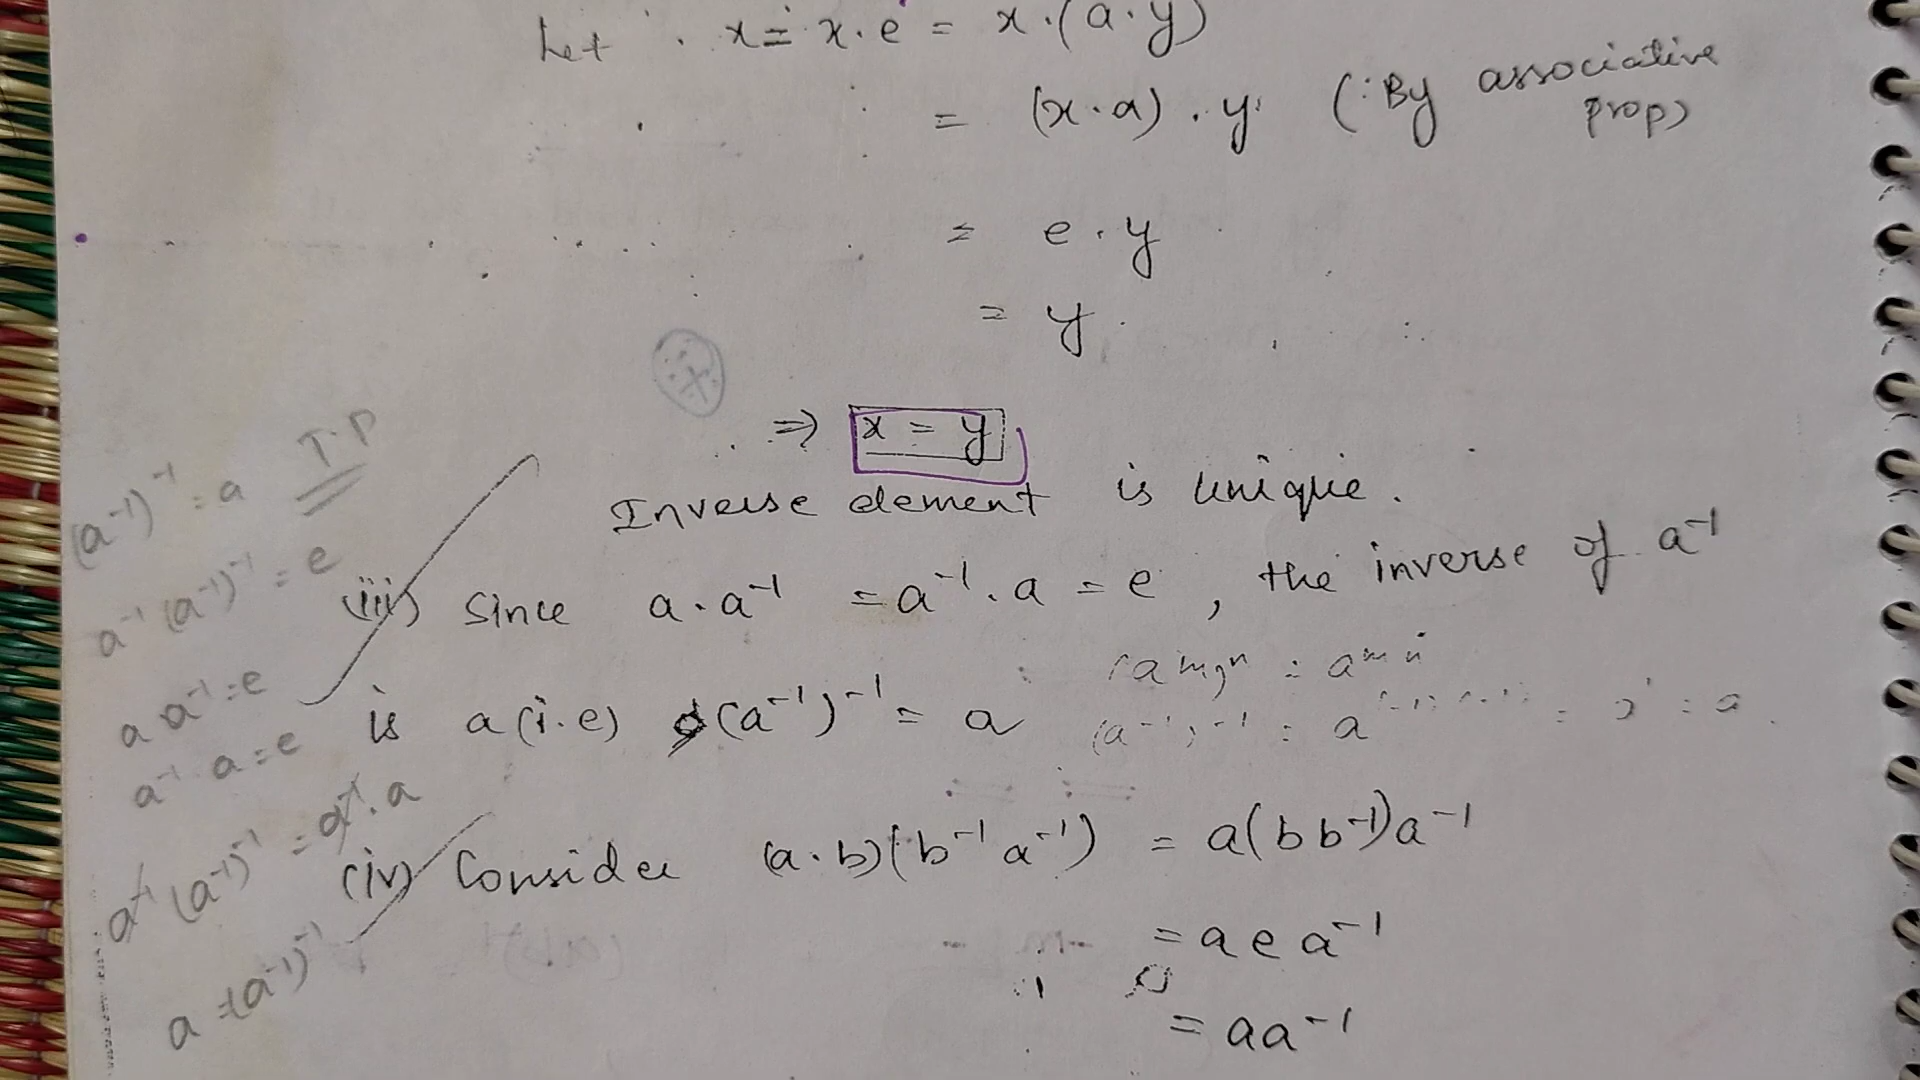 Let x = x.e = x.(a.y)
= (x.a).y (∵By associative prop)
= e.y
= y.
⇒ x = y
Inverse element is unique.
T.P
(a⁻¹)⁻¹ = a
a⁻¹(a⁻¹)⁻¹ = e
a a⁻¹ = e
a⁻¹.a = e
a⁻¹(a⁻¹)⁻¹ = a⁻¹.a
a = (a⁻¹)⁻¹
(iii) Since a.a⁻¹ = a⁻¹.a = e, the inverse of a⁻¹
is a (i.e) (a⁻¹)⁻¹ = a
(aᵐ)ⁿ = aᵐⁿ
(a⁻¹)⁻¹ = a
= a
(iv) Consider (a.b)(b⁻¹a⁻¹) = a(bb⁻¹)a⁻¹
= a e a⁻¹
= aa⁻¹